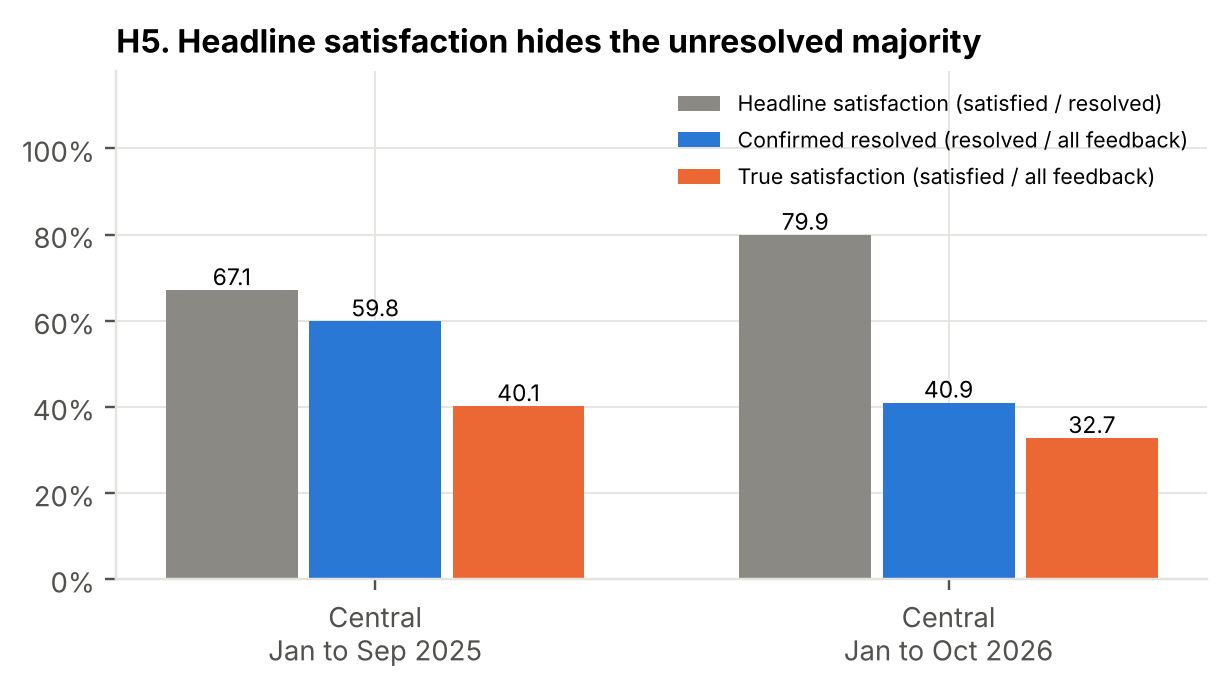 H5. Headline satisfaction hides the unresolved majority
Headline satisfaction (satisfied / resolved)
Confirmed resolved (resolved / all feedback)
True satisfaction (satisfied / all feedback)
100%
80%
60%
40%
20%
0%
67.1
59.8
40.1
79.9
40.9
32.7
Central
Jan to Sep 2025
Central
Jan to Oct 2026